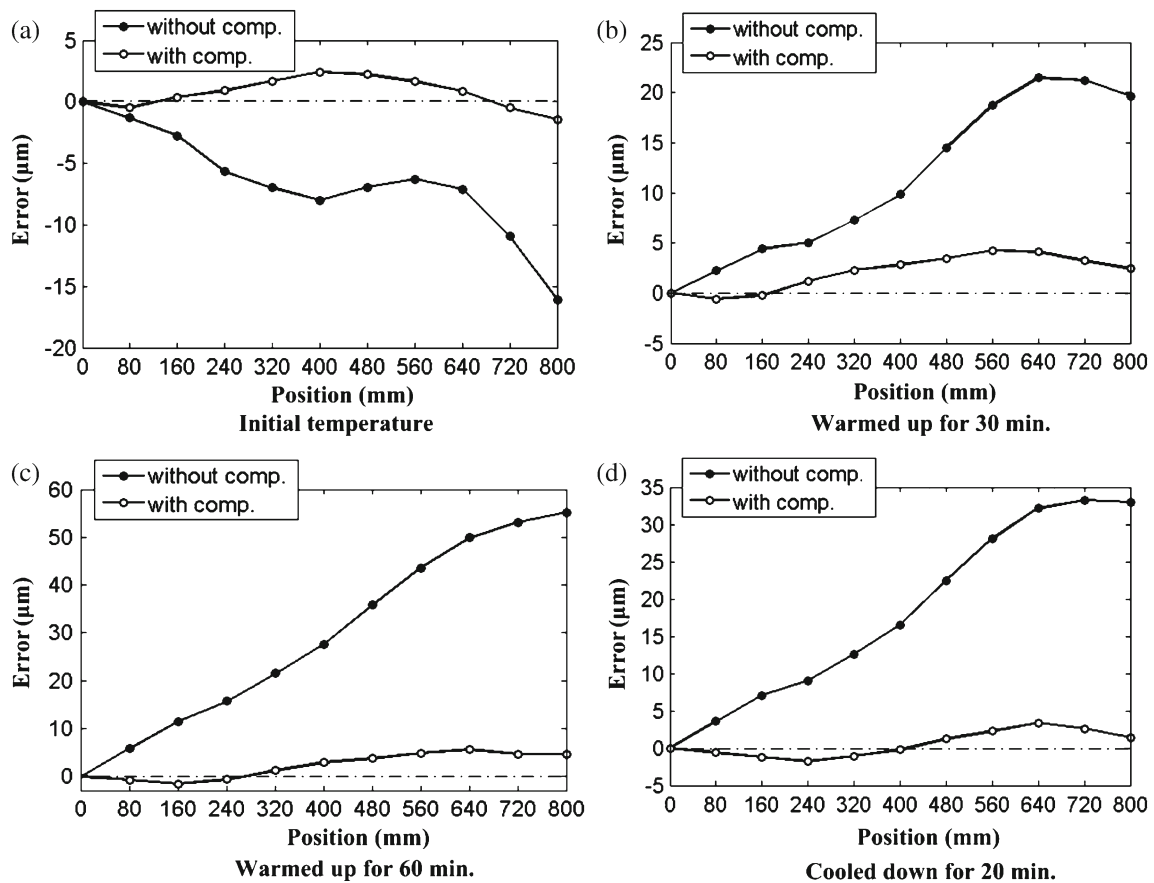 (a)
without comp.
with comp.
5
0
-5
-10
-15
-20
Error (μm)
0 80 160 240 320 400 480 560 640 720 800
Position (mm)
Initial temperature
(b)
without comp.
with comp.
25
20
15
10
5
0
-5
Error (μm)
0 80 160 240 320 400 480 560 640 720 800
Position (mm)
Warmed up for 30 min.
(c)
without comp.
with comp.
60
50
40
30
20
10
0
Error (μm)
0 80 160 240 320 400 480 560 640 720 800
Position (mm)
Warmed up for 60 min.
(d)
without comp.
with comp.
35
30
25
20
15
10
5
0
-5
Error (μm)
0 80 160 240 320 400 480 560 640 720 800
Position (mm)
Cooled down for 20 min.